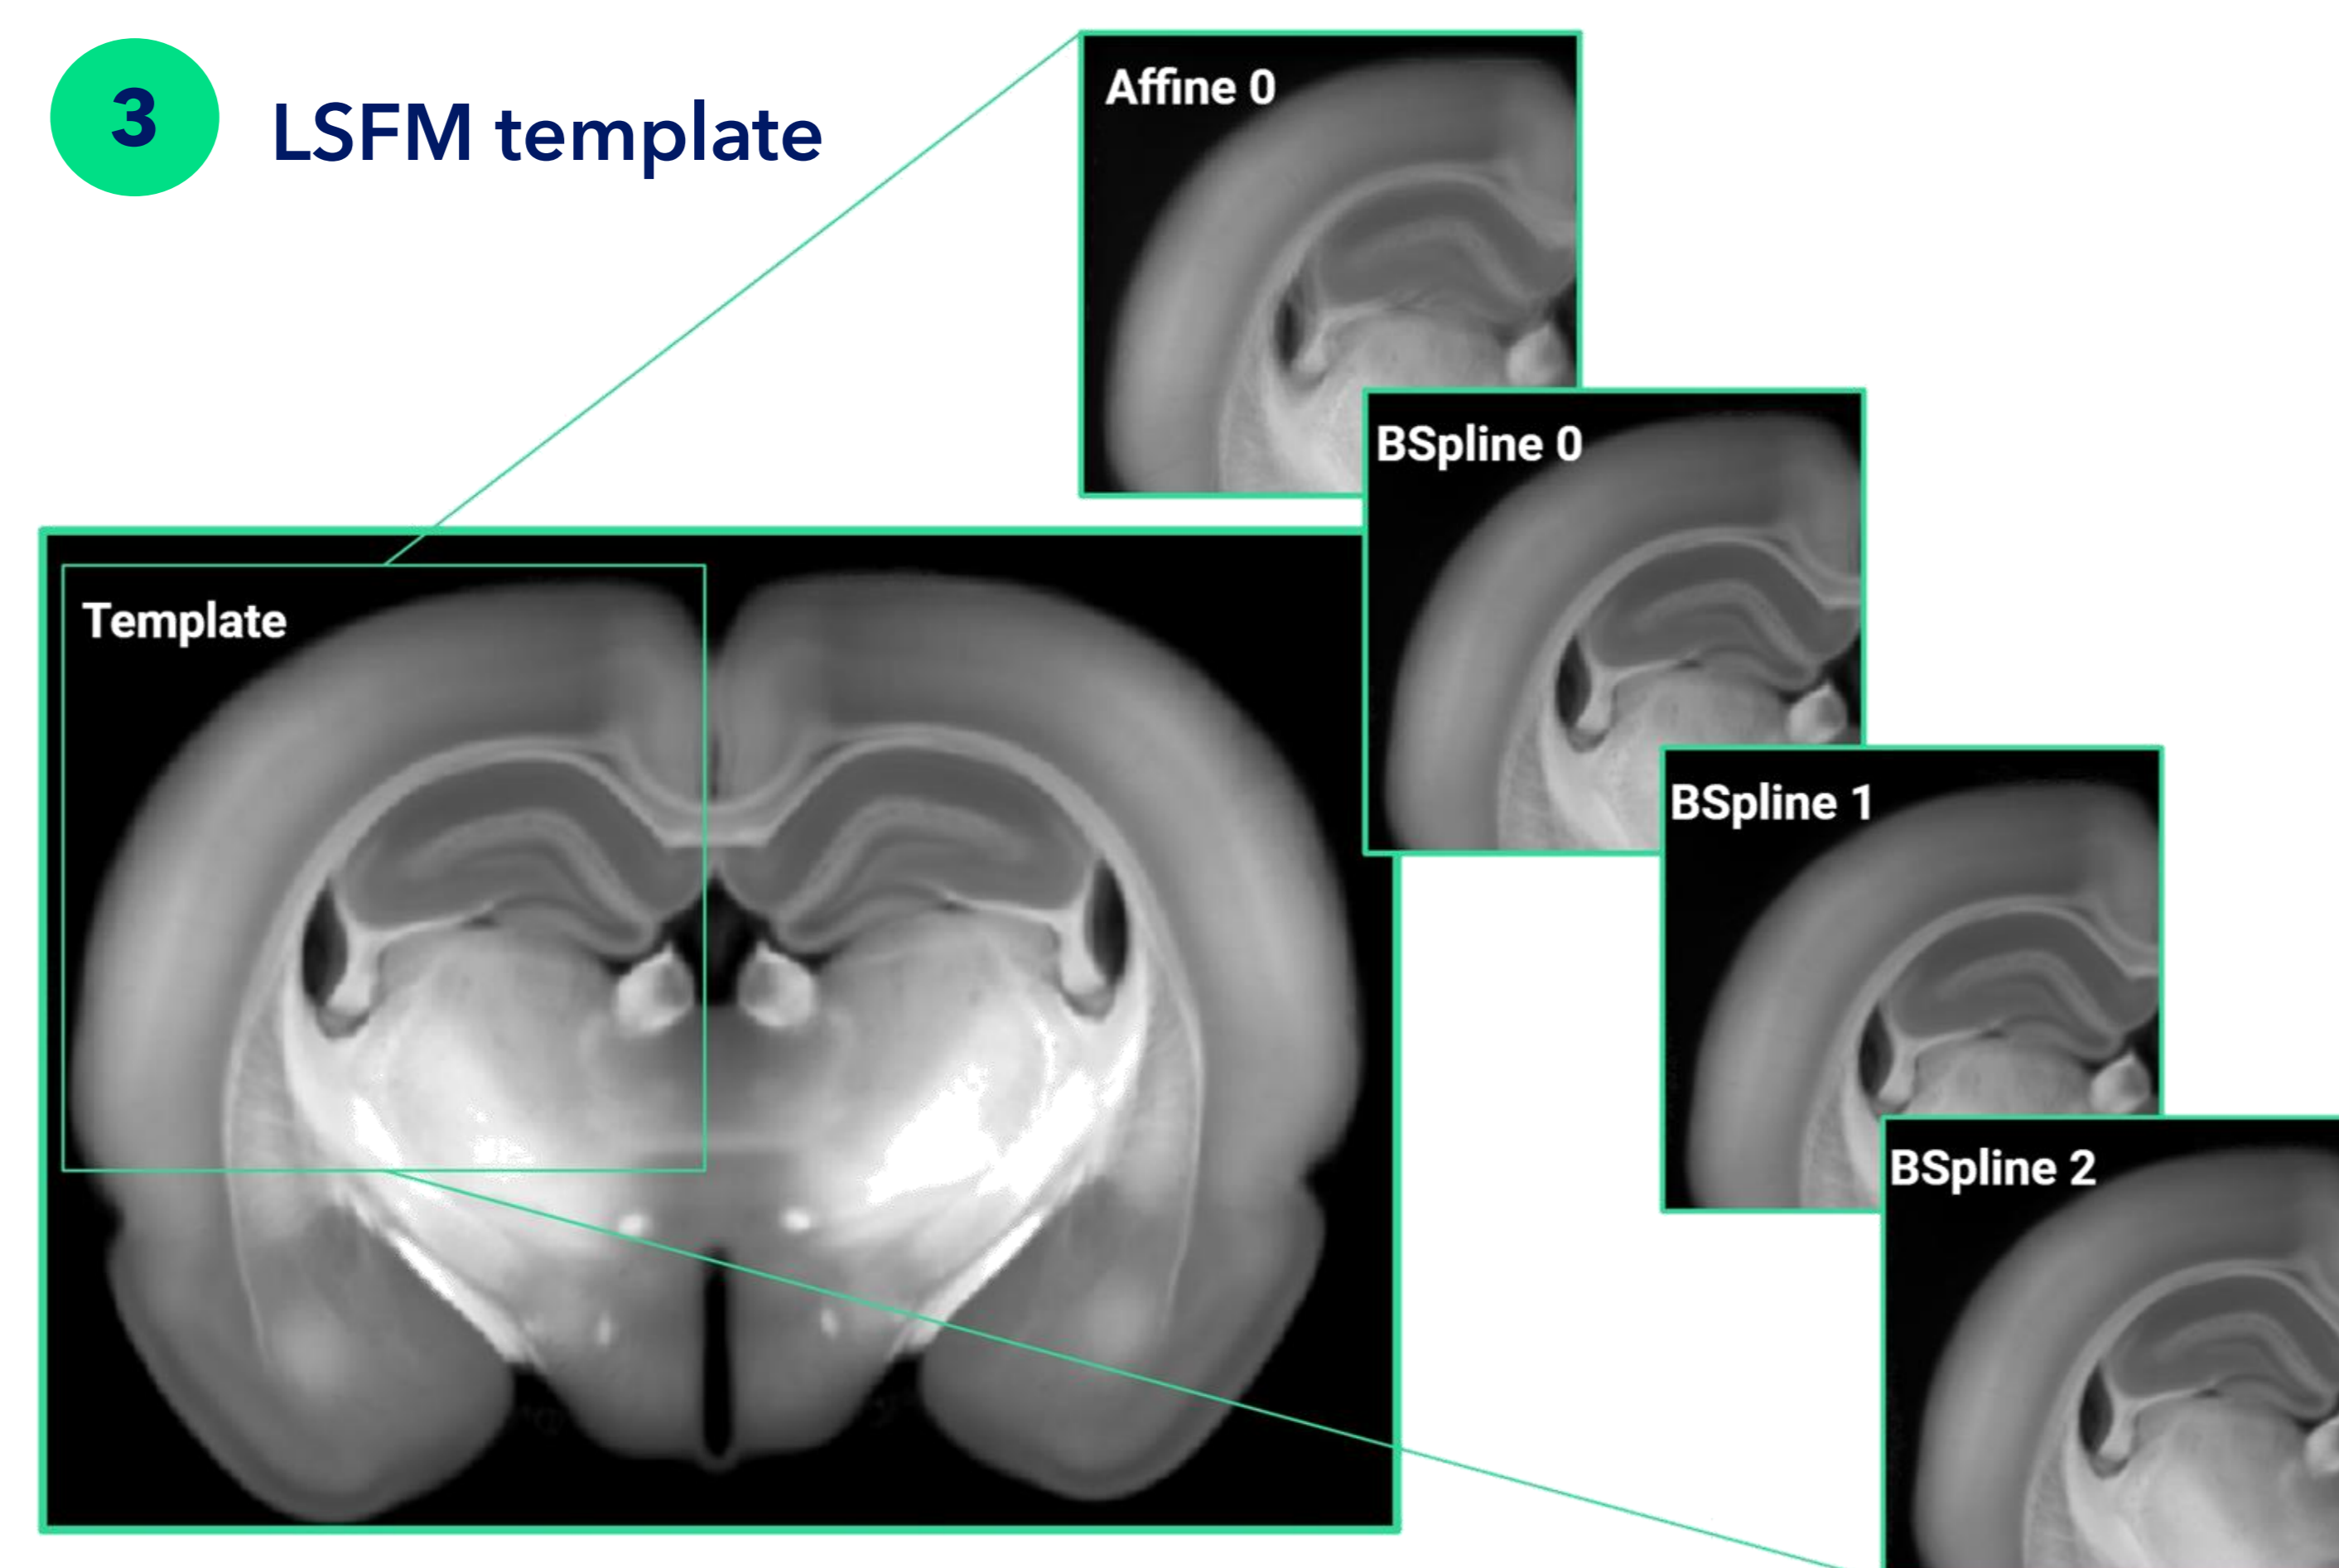 3
LSFM template
Affine 0
BSpline 0
Template
BSpline 1
BSpline 2